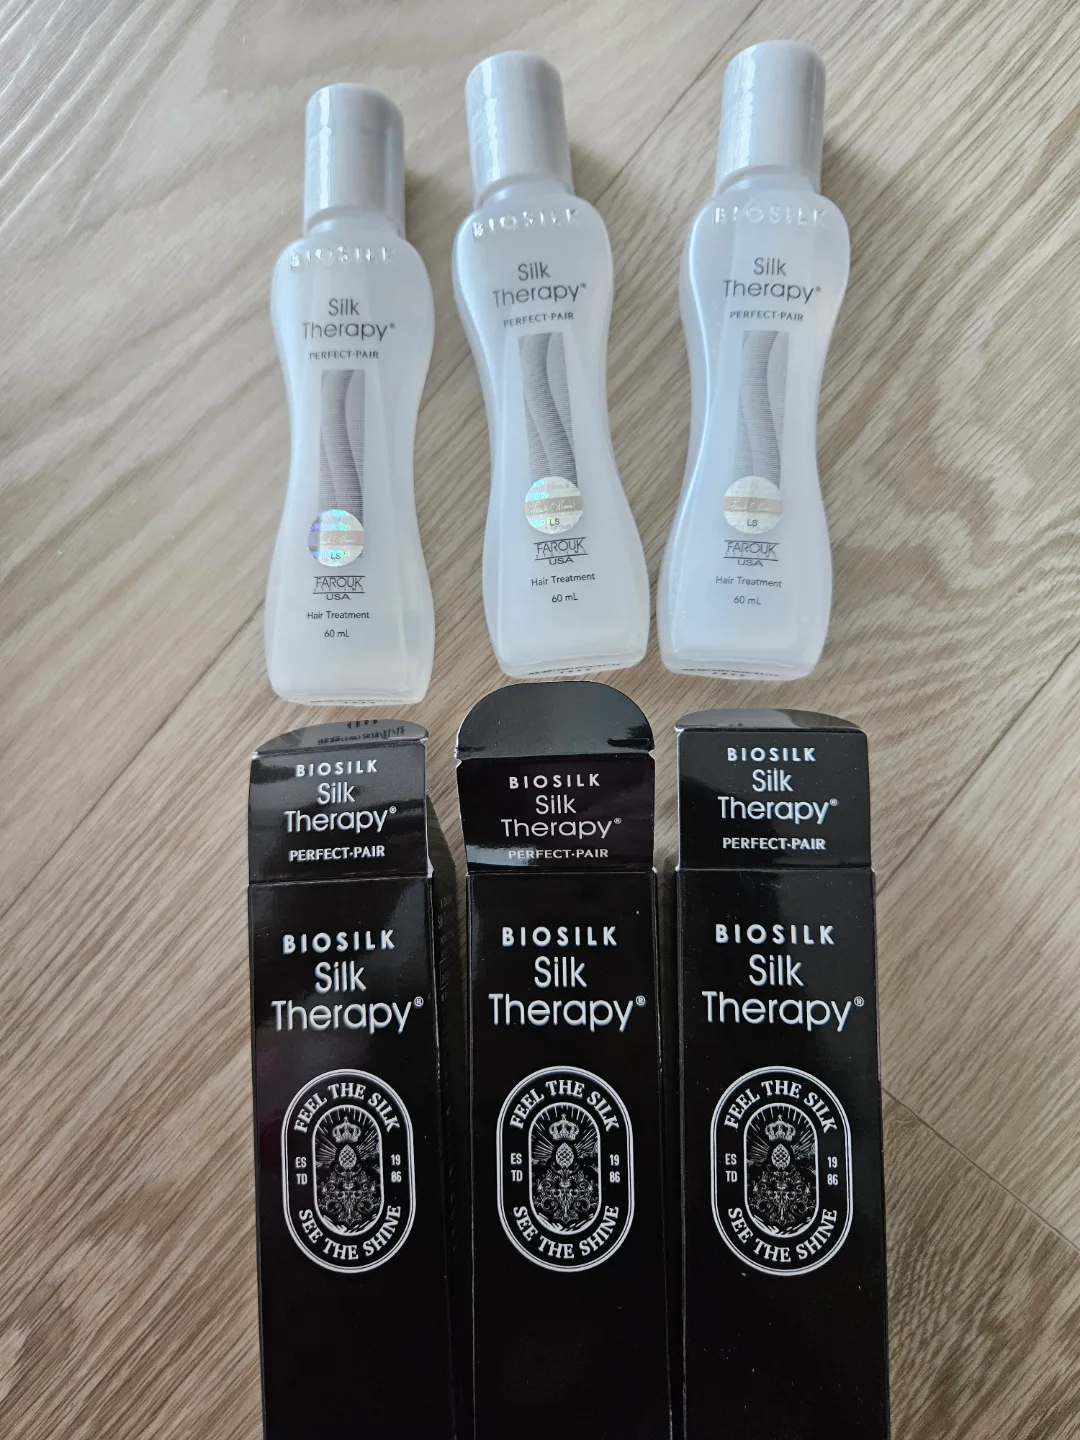 BIOSILK
Silk
Therapy®
PERFECT·PAIR
LS
FAROUK
USA
Hair Treatment
60 mL
BIOSILK
Silk
Therapy®
PERFECT·PAIR
LS
FAROUK
USA
Hair Treatment
60 mL
BIOSILK
Silk
Therapy®
PERFECT·PAIR
LS
FAROUK
USA
Hair Treatment
60 mL
BIOSILK
Silk
Therapy®
PERFECT·PAIR
BIOSILK
Silk
Therapy®
FEEL THE SILK
ES
TD
19
86
SEE THE SHINE
BIOSILK
Silk
Therapy®
PERFECT·PAIR
BIOSILK
Silk
Therapy®
FEEL THE SILK
ES
TD
19
86
SEE THE SHINE
BIOSILK
Silk
Therapy®
PERFECT·PAIR
BIOSILK
Silk
Therapy®
FEEL THE SILK
ES
TD
19
86
SEE THE SHINE